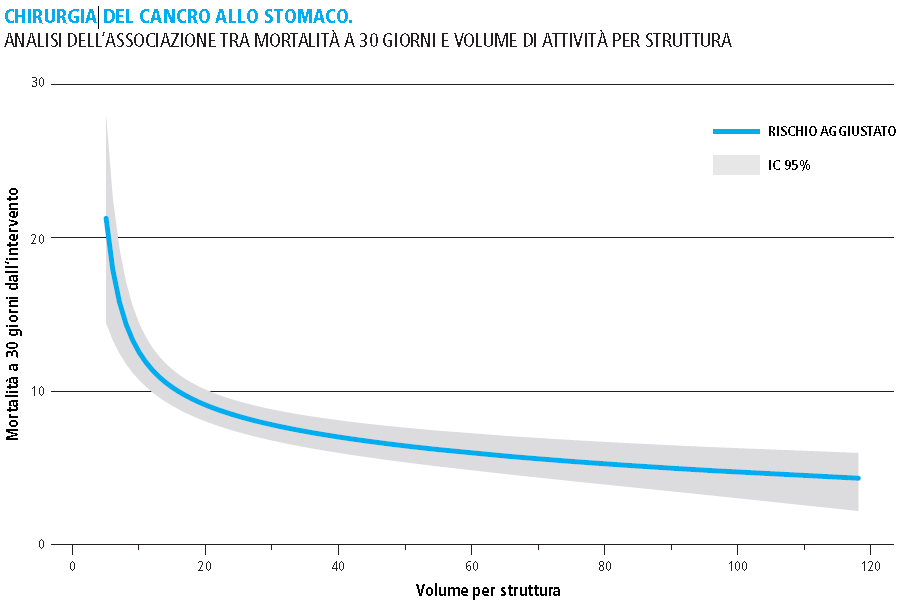 CHIRURGIA DEL CANCRO ALLO STOMACO.
ANALISI DELL'ASSOCIAZIONE TRA MORTALITÀ A 30 GIORNI E VOLUME DI ATTIVITÀ PER STRUTTURA
30
RISCHIO AGGIUSTATO
IC 95%
Mortalità a 30 giorni dall'intervento
20
10
0
0 20 40 60 80 100 120
Volume per struttura